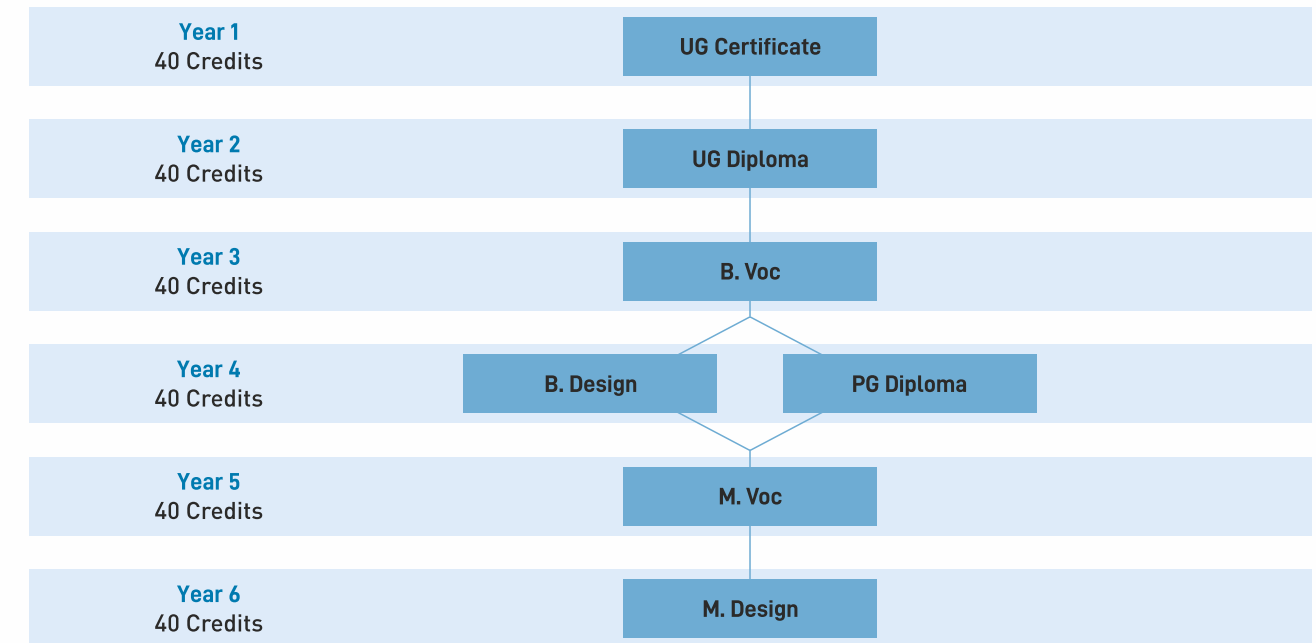 Year 1
40 Credits
UG Certificate
Year 2
40 Credits
UG Diploma
Year 3
40 Credits
B. Voc
Year 4
40 Credits
B. Design
PG Diploma
Year 5
40 Credits
M. Voc
Year 6
40 Credits
M. Design